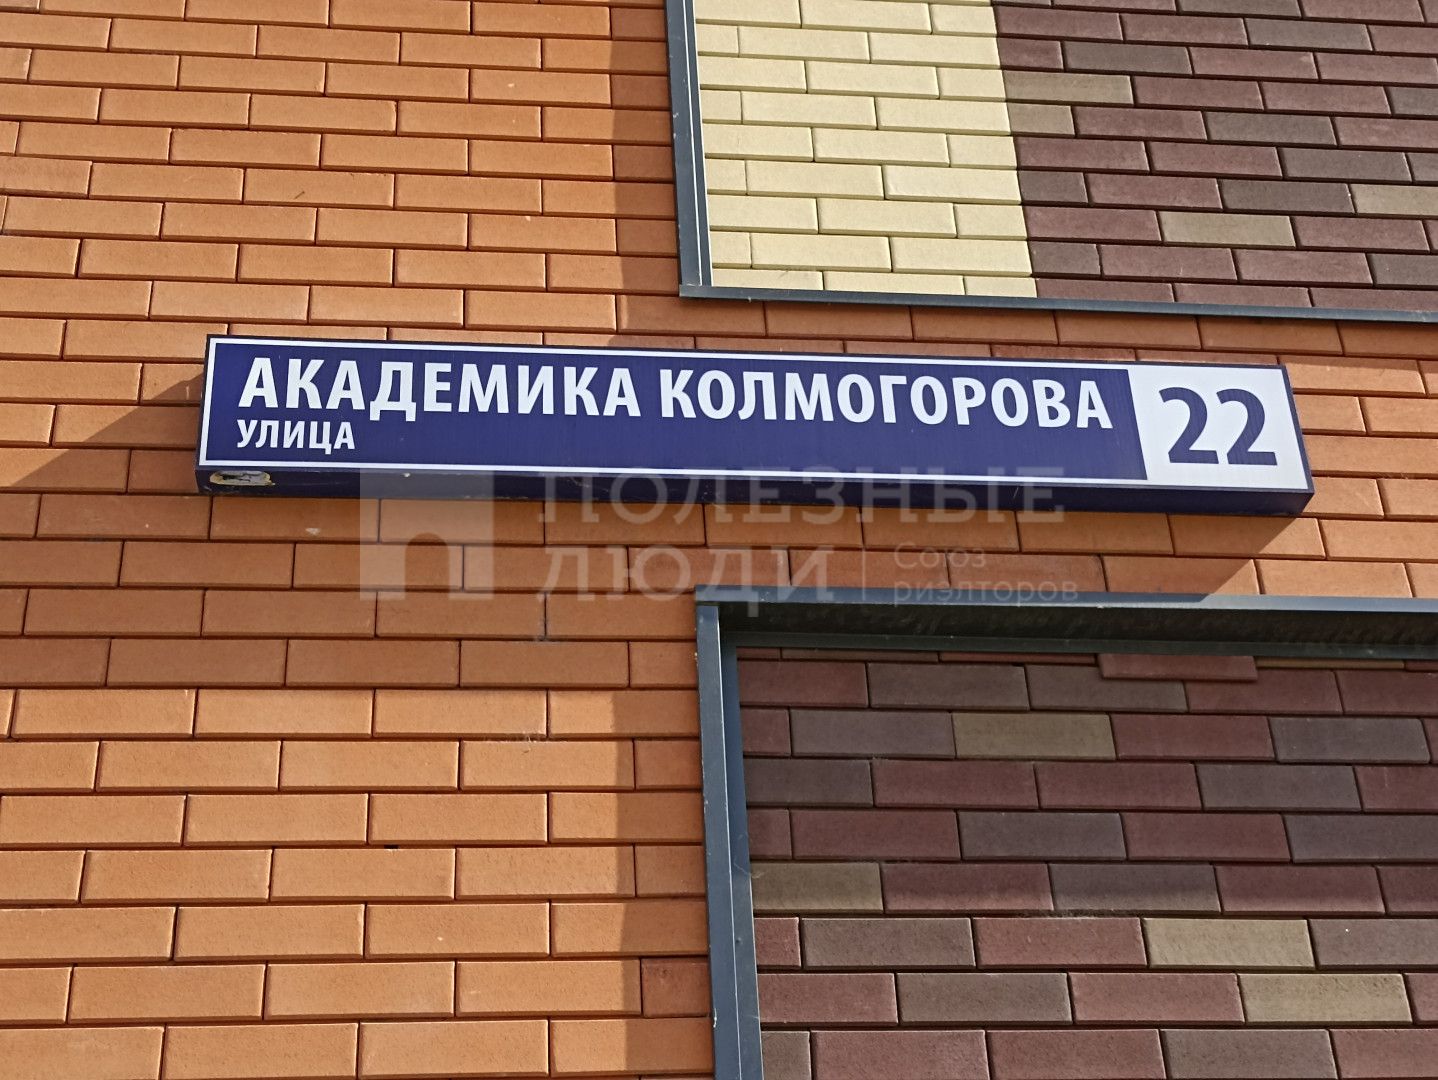 АКАДЕМИКА КОЛМОГОРОВА
УЛИЦА
22
ПОЛЕЗНЫЕ
ЛЮДИ
Союз
риэлторов